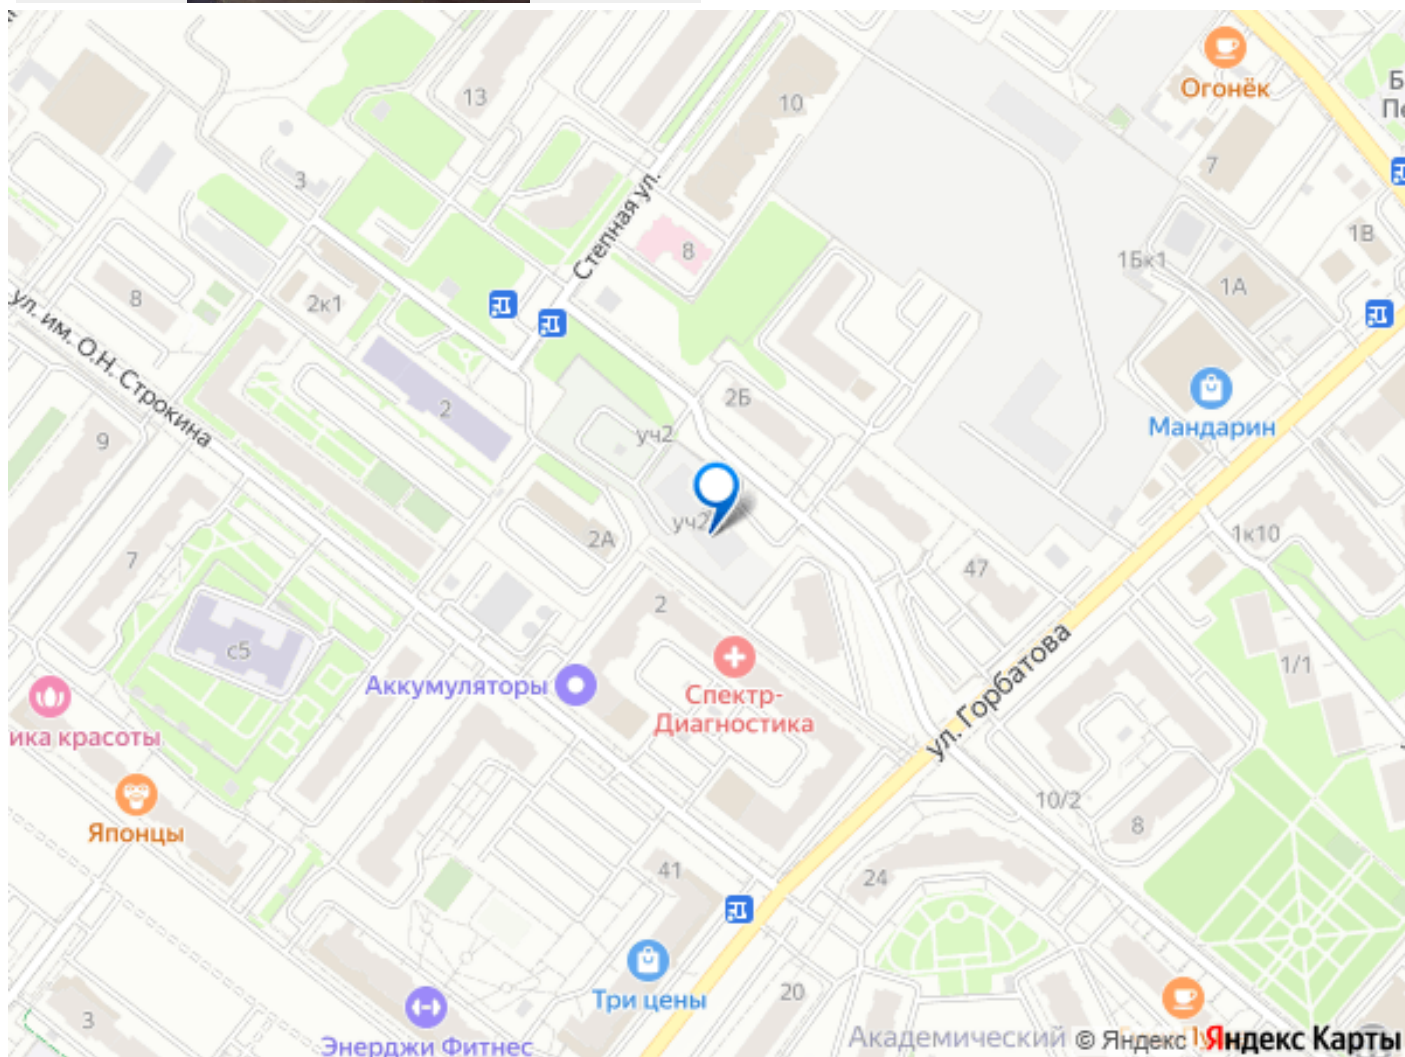 Огонёк
Б
Пе
13
10
7
3
Степная ул.
8
1В
1Бк1
1А
8
2к1
ул. им. О.Н. Строкина
2
2Б
Мандарин
уч2
9
уч2
2А
1к10
7
47
2
с5
1/1
Аккумуляторы
Спектр-
Диагностика
ул. Горбатова
ика красоты
Японцы
10/2
8
41
24
Три цены
20
3
Энерджи Фитнес
Академический
© Яндекс
Яндекс Карты